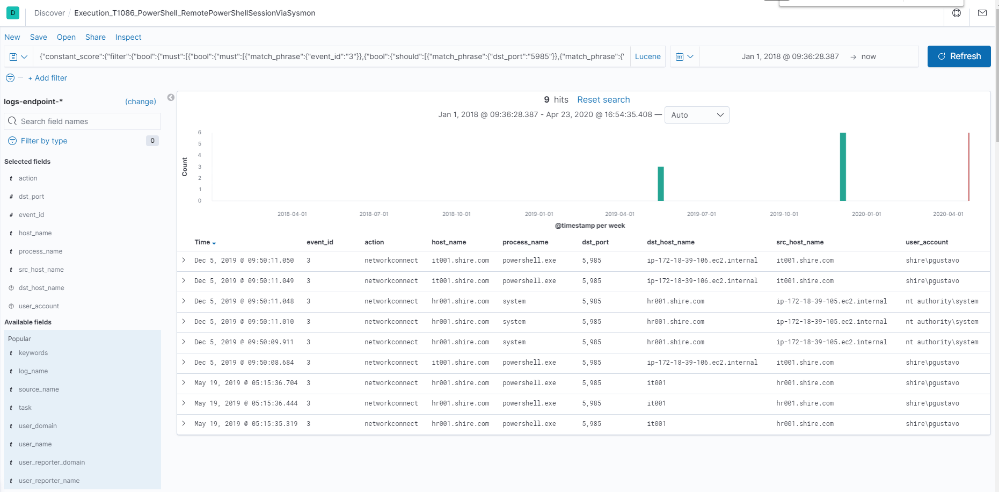 D Discover / Execution_T1086_PowerShell_RemotePowerShellSessionViaSysmon
New Save Open Share Inspect
{"constant_score":{"filter":{"bool":{"must":[{"bool":{"must":[{"match_phrase":{"event_id":"3"}},{"bool":{"should":[{"match_phrase":{"dst_port":"5985"}},{"match_phrase":{" Lucene Jan 1, 2018 @ 09:36:28.387 → now Refresh
+ Add filter
logs-endpoint-* (change)
Search field names
Filter by type 0
Selected fields
t action
# dst_port
# event_id
t host_name
t process_name
t src_host_name
? dst_host_name
? user_account
Available fields
Popular
t keywords
t log_name
t source_name
t task
t user_domain
t user_name
t user_reporter_domain
t user_reporter_name
9 hits Reset search
Jan 1, 2018 @ 09:36:28.387 - Apr 23, 2020 @ 16:54:35.408 — Auto
Count
6
5
4
3
2
1
0
2018-04-01 2018-07-01 2018-10-01 2019-01-01 2019-04-01 2019-07-01 2019-10-01 2020-01-01 2020-04-01
@timestamp per week
Time event_id action host_name process_name dst_port dst_host_name src_host_name user_account
Dec 5, 2019 @ 09:50:11.050 3 networkconnect it001.shire.com powershell.exe 5,985 ip-172-18-39-106.ec2.internal it001.shire.com shire\pgustavo
Dec 5, 2019 @ 09:50:11.049 3 networkconnect it001.shire.com powershell.exe 5,985 ip-172-18-39-106.ec2.internal it001.shire.com shire\pgustavo
Dec 5, 2019 @ 09:50:11.048 3 networkconnect hr001.shire.com system 5,985 hr001.shire.com ip-172-18-39-105.ec2.internal nt authority\system
Dec 5, 2019 @ 09:50:11.010 3 networkconnect hr001.shire.com system 5,985 hr001.shire.com ip-172-18-39-105.ec2.internal nt authority\system
Dec 5, 2019 @ 09:50:09.911 3 networkconnect hr001.shire.com system 5,985 hr001.shire.com ip-172-18-39-105.ec2.internal nt authority\system
Dec 5, 2019 @ 09:50:08.684 3 networkconnect it001.shire.com powershell.exe 5,985 ip-172-18-39-106.ec2.internal it001.shire.com shire\pgustavo
May 19, 2019 @ 05:15:36.704 3 networkconnect hr001.shire.com powershell.exe 5,985 it001 hr001.shire.com shire\pgustavo
May 19, 2019 @ 05:15:36.444 3 networkconnect hr001.shire.com powershell.exe 5,985 it001 hr001.shire.com shire\pgustavo
May 19, 2019 @ 05:15:35.319 3 networkconnect hr001.shire.com powershell.exe 5,985 it001 hr001.shire.com shire\pgustavo